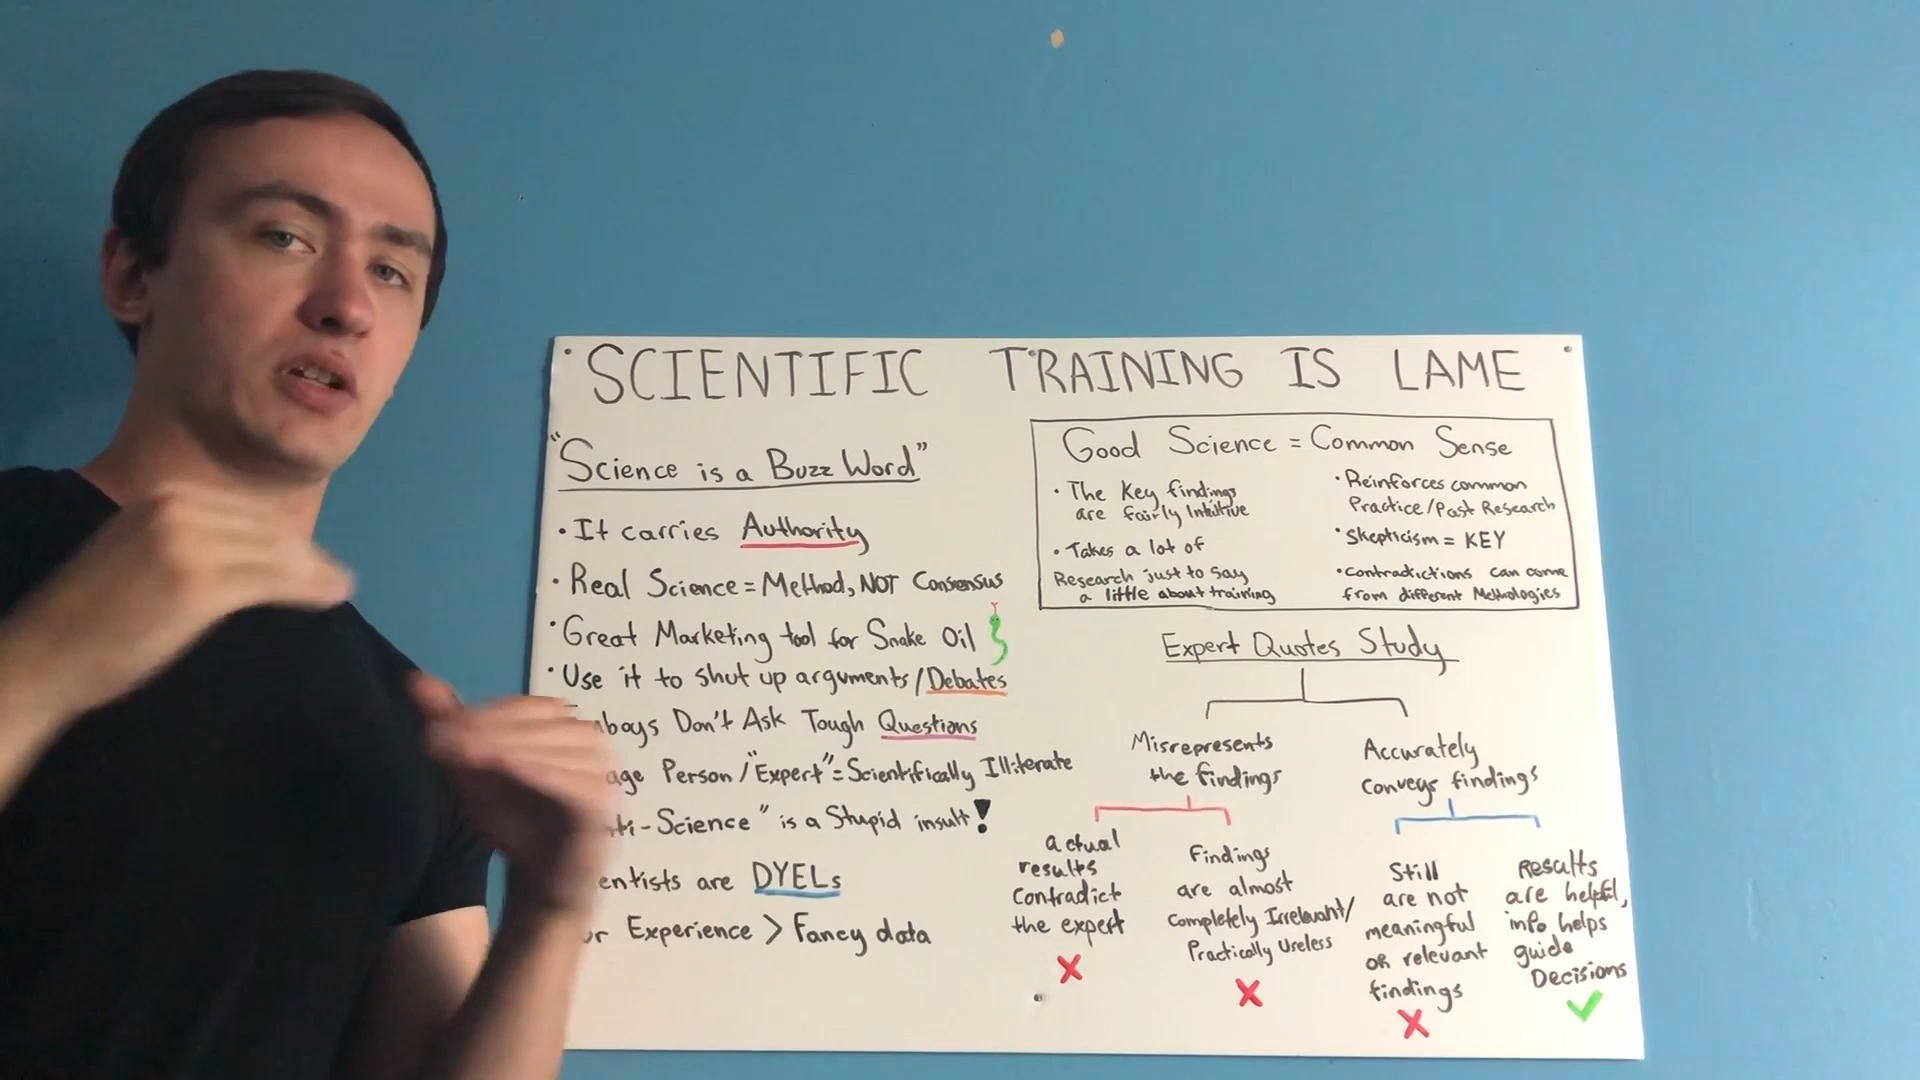 SCIENTIFIC TRAINING IS LAME
"Science is a Buzz Word"
• It carries Authority
• Real Science = Method, NOT Consensus
• Great Marketing tool for Snake Oil
• Use it to shut up arguments/Debates
nboys Don't Ask Tough Questions
age Person/"Expert" = Scientifically Illiterate
ti-Science" is a Stupid insult!
entists are DYELs
r Experience > Fancy data
Good Science = Common Sense
• The Key findings
are fairly Intuitive
• Takes a lot of
Research just to say
a little about training
• Reinforces common
Practice/Past Research
• Skepticism = KEY
• Contradictions can come
from different Methologies
Expert Quotes Study
Misrepresents
the findings
Accurately
conveys findings
actual
results
Contradict
the expert
X
Findings
are almost
Completely Irrelevant/
Practically Useless
X
Still
are not
meaningful
or relevant
findings
X
Results
are helpful,
info helps
guide
Decisions
✓